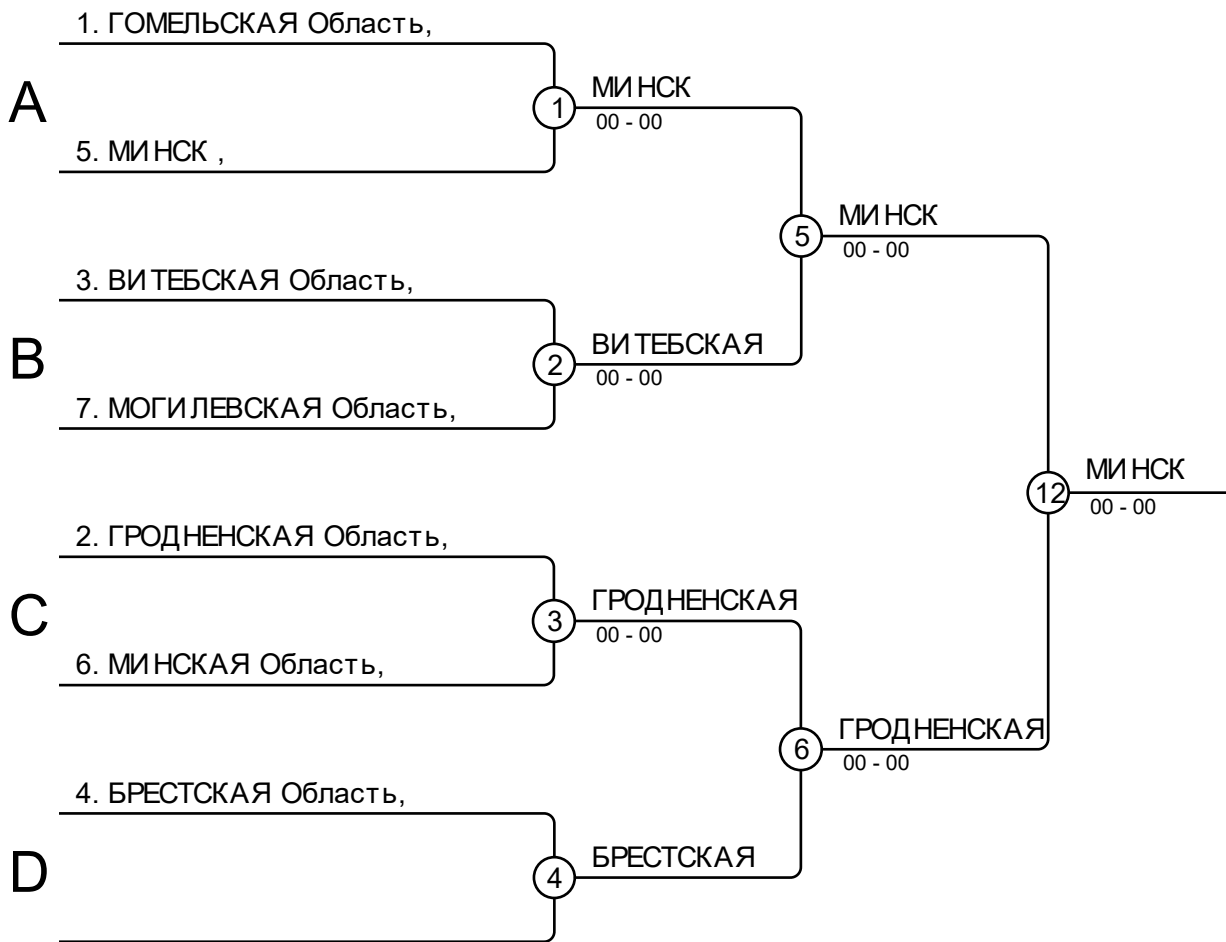 1. ГОМЕЛЬСКАЯ Область,
A
1
МИНСК
00 - 00
5. МИНСК ,
5
МИНСК
00 - 00
3. ВИТЕБСКАЯ Область,
B
2
ВИТЕБСКАЯ
00 - 00
7. МОГИЛЕВСКАЯ Область,
12
МИНСК
00 - 00
2. ГРОДНЕНСКАЯ Область,
C
3
ГРОДНЕНСКАЯ
00 - 00
6. МИНСКАЯ Область,
6
ГРОДНЕНСКАЯ
00 - 00
4. БРЕСТСКАЯ Область,
D
4
БРЕСТСКАЯ